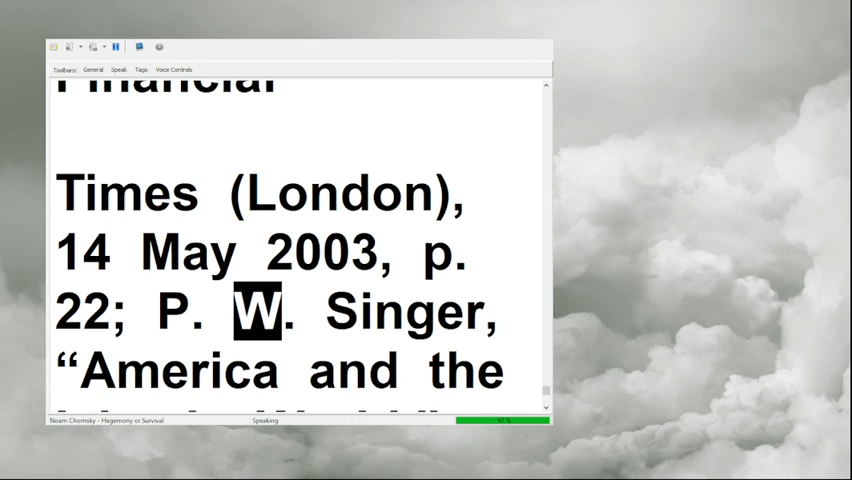 Toolbars: General Speak Tags Voice Controls
Financial
Times (London),
14 May 2003, p.
22; P. W. Singer,
“America and the
Noam Chomsky - Hegemony or Survival Speaking 97 %